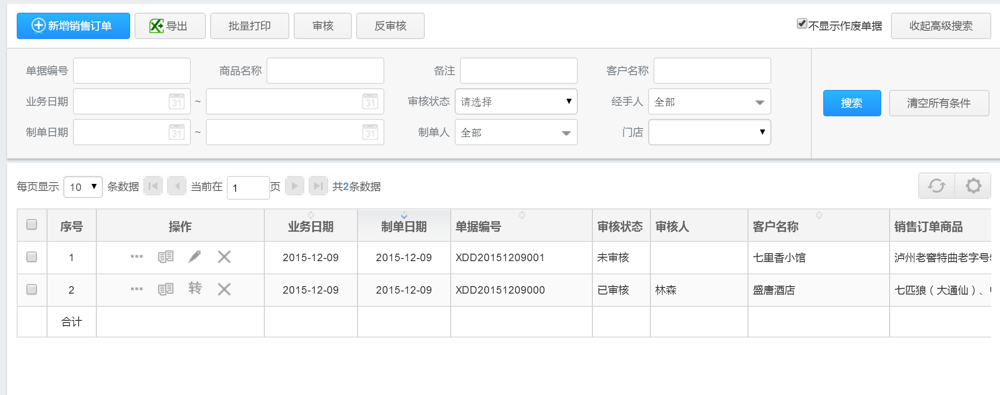 新增销售订单 导出 批量打印 审核 反审核 不显示作废单据 收起高级搜索
单据编号 商品名称 备注 客户名称
业务日期 31 ~ 31 审核状态 请选择 经手人 全部 搜索 清空所有条件
制单日期 31 ~ 31 制单人 全部 门店
每页显示 10 条数据 当前在 1 页 共2条数据
序号 操作 业务日期 制单日期 单据编号 审核状态 审核人 客户名称 销售订单商品
1 2015-12-09 2015-12-09 XDD20151209001 未审核 七里香小馆 泸州老窖特曲老字号
2 转 2015-12-09 2015-12-09 XDD20151209000 已审核 林森 盛唐酒店 七匹狼（大通仙）、
合计